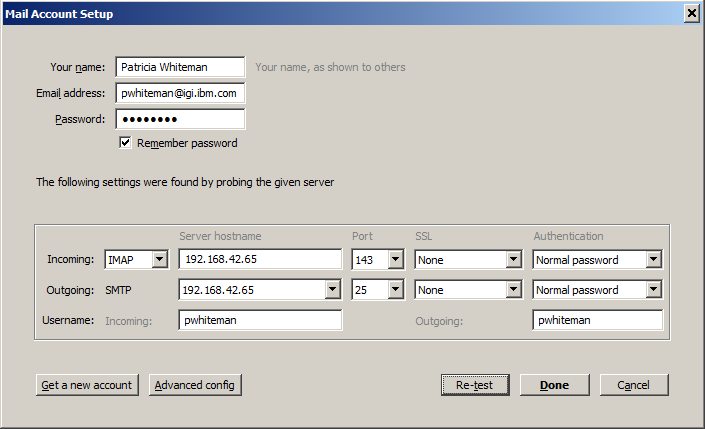 Mail Account Setup
Your name: Patricia Whiteman Your name, as shown to others
Email address: pwhiteman@igi.ibm.com
Password: ●●●●●●●●
Remember password
The following settings were found by probing the given server
Server hostname Port SSL Authentication
Incoming: IMAP 192.168.42.65 143 None Normal password
Outgoing: SMTP 192.168.42.65 25 None Normal password
Username: Incoming: pwhiteman Outgoing: pwhiteman
Get a new account Advanced config Re-test Done Cancel